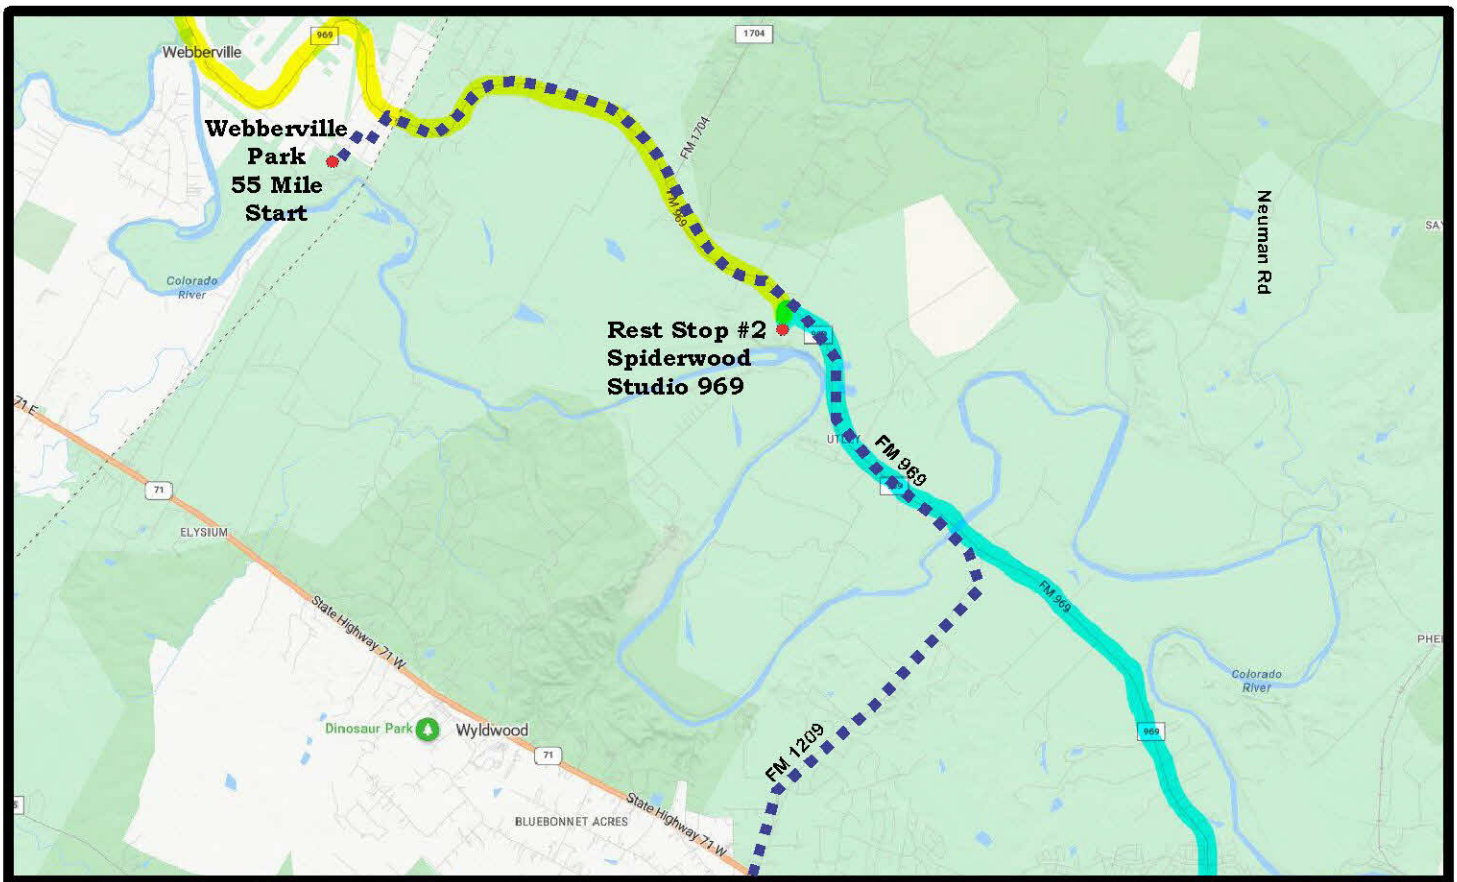 969
1704
Webberville
Webberville
Park
55 Mile
Start
FM 1704
FM 969
Neuman Rd
Colorado
River
Rest Stop #2
Spiderwood
Studio 969
71 E
UTLEY
FM 969
71
ELYSIUM
State Highway 71 W
FM 969
Colorado
River
Dinosaur Park
Wyldwood
969
71
FM 1209
State Highway 71 W
BLUEBONNET ACRES